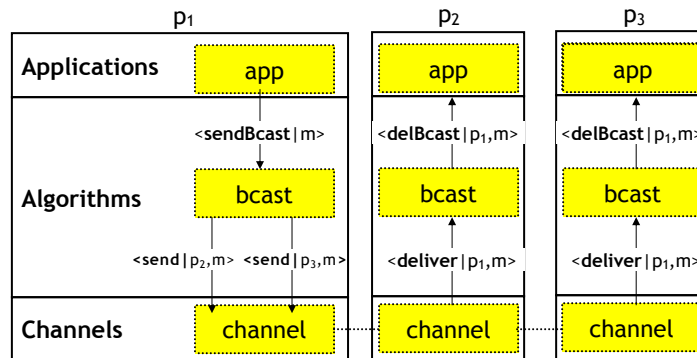 p₁ p₂ p₃
Applications app app app
<sendBcast|m> <delBcast|p₁,m> <delBcast|p₁,m>
Algorithms bcast bcast bcast
<send|p₂,m> <send|p₃,m> <deliver|p₁,m> <deliver|p₁,m>
Channels channel channel channel